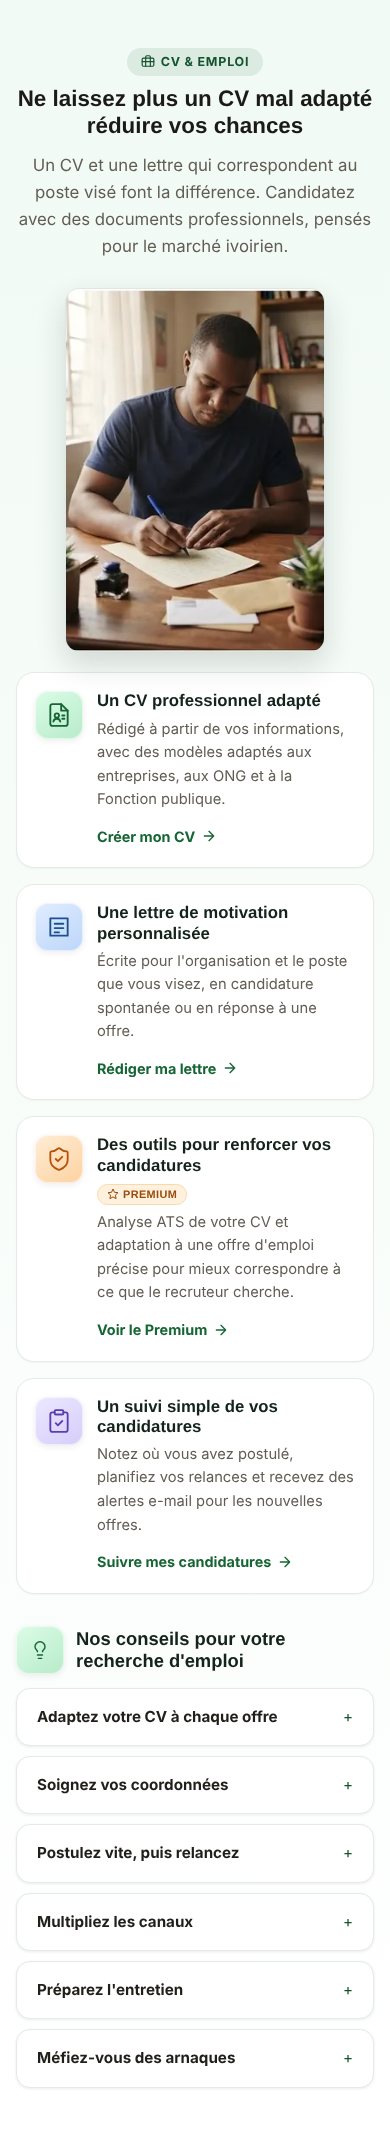 CV & EMPLOI
Ne laissez plus un CV mal adapté
réduire vos chances
Un CV et une lettre qui correspondent au
poste visé font la différence. Candidatez
avec des documents professionnels, pensés
pour le marché ivoirien.
Un CV professionnel adapté
Rédigé à partir de vos informations,
avec des modèles adaptés aux
entreprises, aux ONG et à la
Fonction publique.
Créer mon CV →
Une lettre de motivation
personnalisée
Écrite pour l'organisation et le poste
que vous visez, en candidature
spontanée ou en réponse à une
offre.
Rédiger ma lettre →
Des outils pour renforcer vos
candidatures
PREMIUM
Analyse ATS de votre CV et
adaptation à une offre d'emploi
précise pour mieux correspondre à
ce que le recruteur cherche.
Voir le Premium →
Un suivi simple de vos
candidatures
Notez où vous avez postulé,
planifiez vos relances et recevez des
alertes e-mail pour les nouvelles
offres.
Suivre mes candidatures →
Nos conseils pour votre
recherche d'emploi
Adaptez votre CV à chaque offre +
Soignez vos coordonnées +
Postulez vite, puis relancez +
Multipliez les canaux +
Préparez l'entretien +
Méfiez-vous des arnaques +